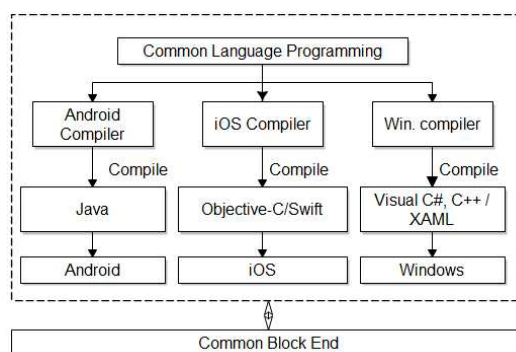 Common Language Programming
Android
Compiler
iOS Compiler
Win. compiler
Compile
Compile
Compile
Java
Objective-C/Swift
Visual C#, C++ /
XAML
Android
iOS
Windows
Common Block End